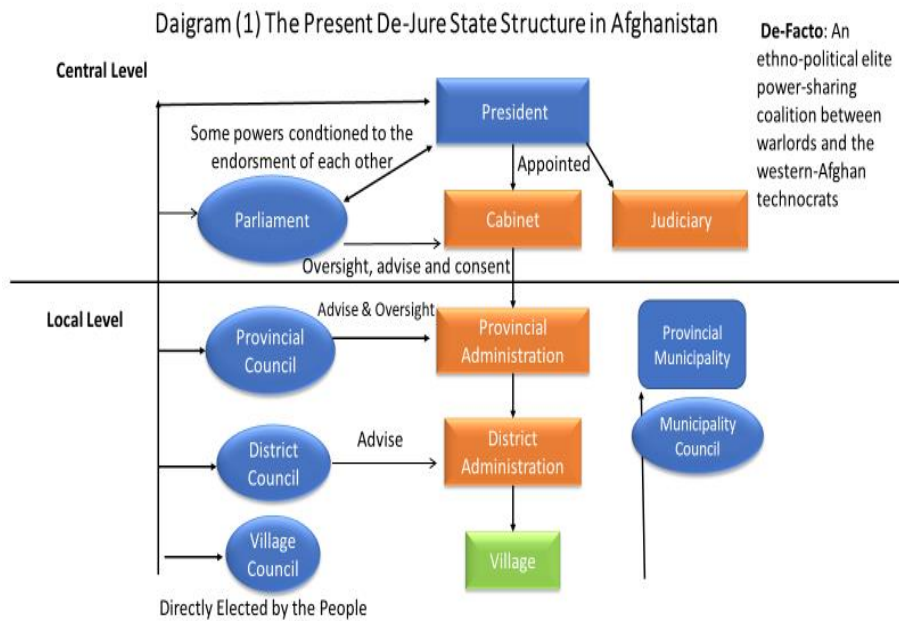 Daigram (1) The Present De-Jure State Structure in Afghanistan
De-Facto: An
ethno-political elite
power-sharing
coalition between
warlords and the
western-Afghan
technocrats
Central Level
President
Some powers condtioned to the
endorsment of each other
Appointed
Parliament
Cabinet
Judiciary
Oversight, advise and consent
Local Level
Advise & Oversight
Provincial
Council
Provincial
Administration
Provincial
Municipality
Municipality
Council
District
Council
Advise
District
Administration
Village
Council
Village
Directly Elected by the People